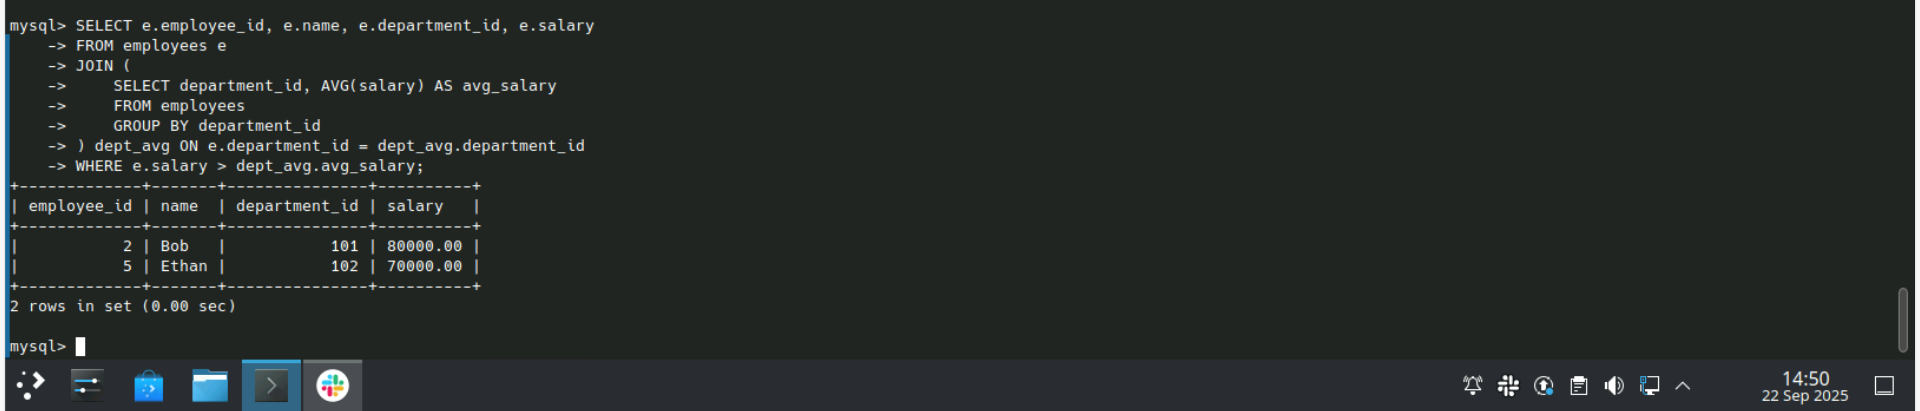 mysql> SELECT e.employee_id, e.name, e.department_id, e.salary
    -> FROM employees e
    -> JOIN (
    ->     SELECT department_id, AVG(salary) AS avg_salary
    ->     FROM employees
    ->     GROUP BY department_id
    -> ) dept_avg ON e.department_id = dept_avg.department_id
    -> WHERE e.salary > dept_avg.avg_salary;
+-------------+-------+---------------+----------+
| employee_id | name  | department_id | salary   |
+-------------+-------+---------------+----------+
|           2 | Bob   |           101 | 80000.00 |
|           5 | Ethan |           102 | 70000.00 |
+-------------+-------+---------------+----------+
2 rows in set (0.00 sec)
mysql>
14:50
22 Sep 2025